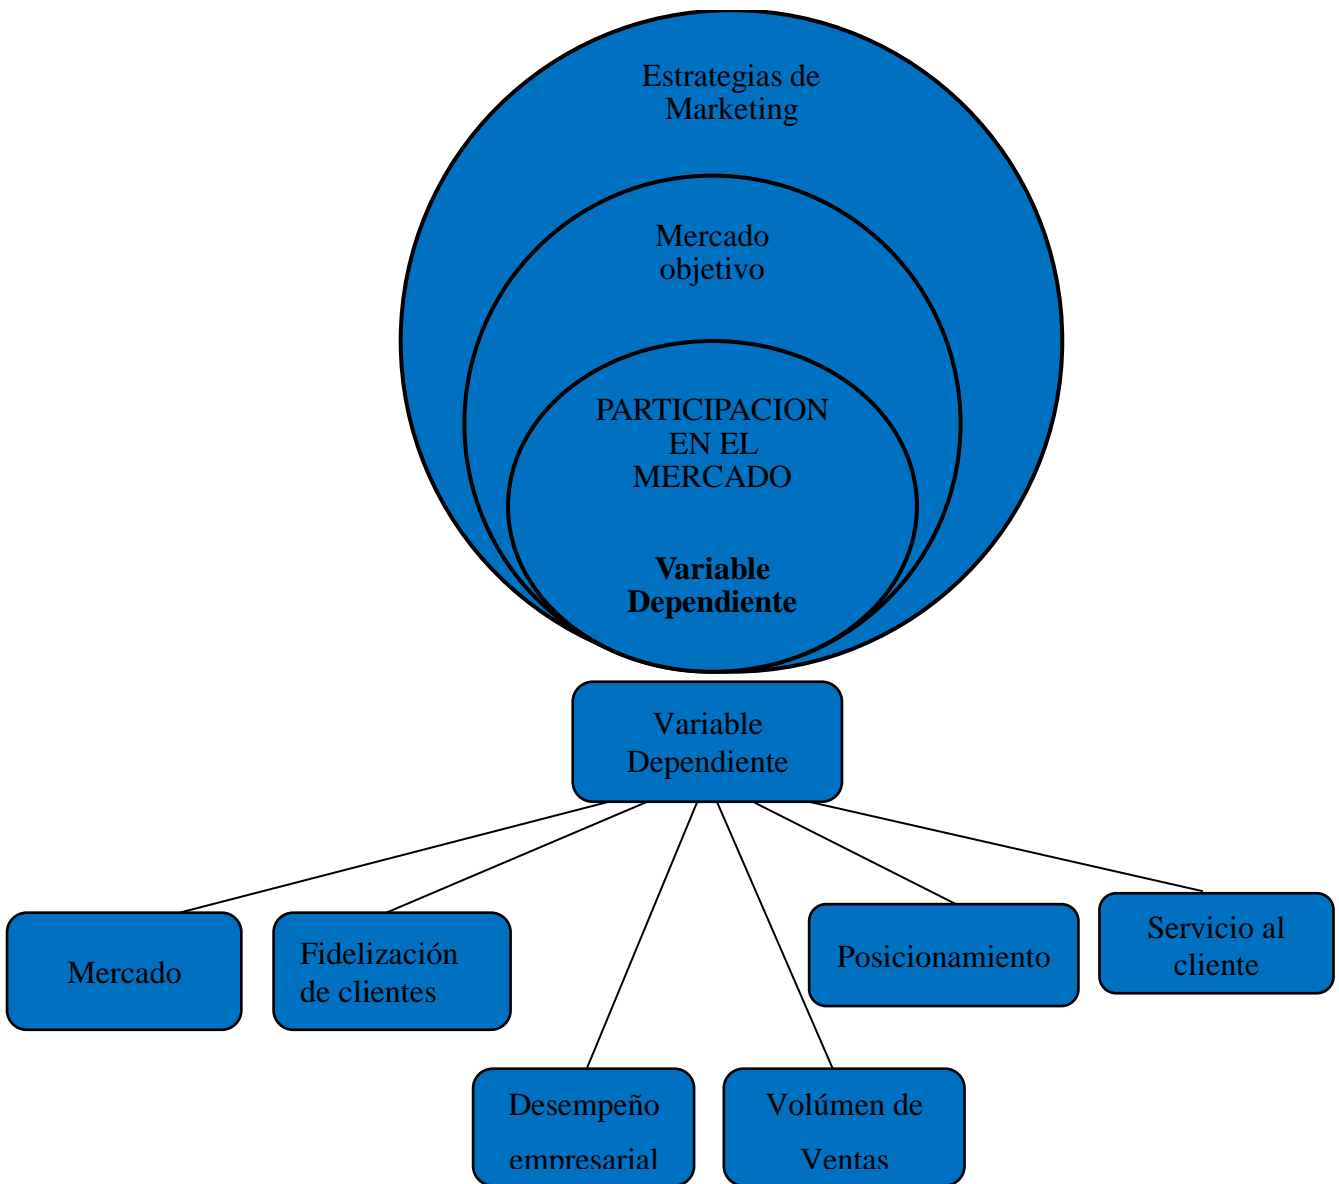 Estrategias de
Marketing
Mercado
objetivo
PARTICIPACION
EN EL
MERCADO
Variable
Dependiente
Variable
Dependiente
Mercado
Fidelización
de clientes
Posicionamiento
Servicio al
cliente
Desempeño
empresarial
Volúmen de
Ventas